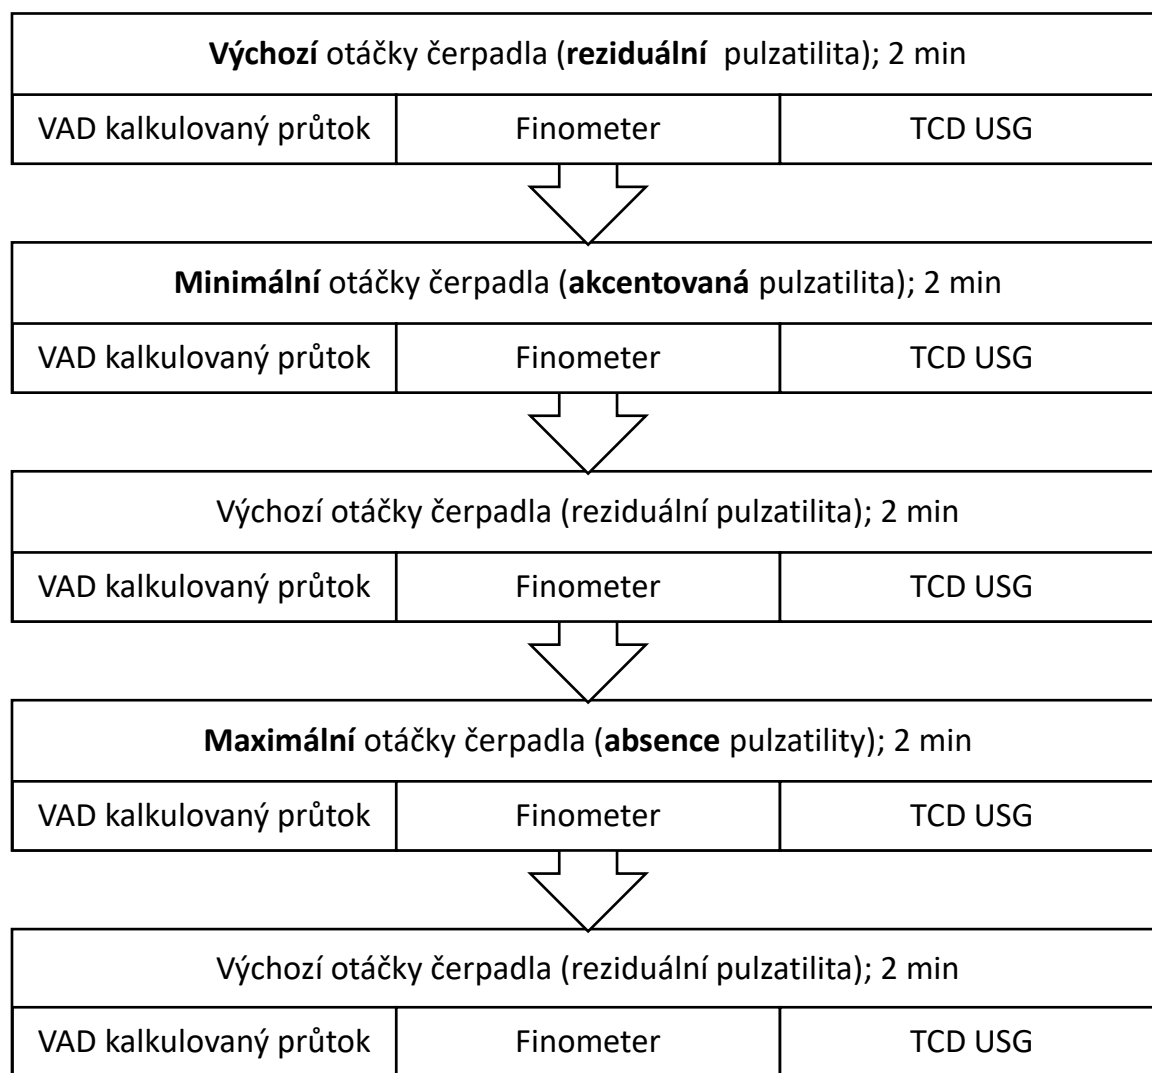 Výchozí otáčky čerpadla (reziduální pulzatilita); 2 min
VAD kalkulovaný průtok Finometer TCD USG
Minimální otáčky čerpadla (akcentovaná pulzatilita); 2 min
VAD kalkulovaný průtok Finometer TCD USG
Výchozí otáčky čerpadla (reziduální pulzatilita); 2 min
VAD kalkulovaný průtok Finometer TCD USG
Maximální otáčky čerpadla (absence pulzatility); 2 min
VAD kalkulovaný průtok Finometer TCD USG
Výchozí otáčky čerpadla (reziduální pulzatilita); 2 min
VAD kalkulovaný průtok Finometer TCD USG